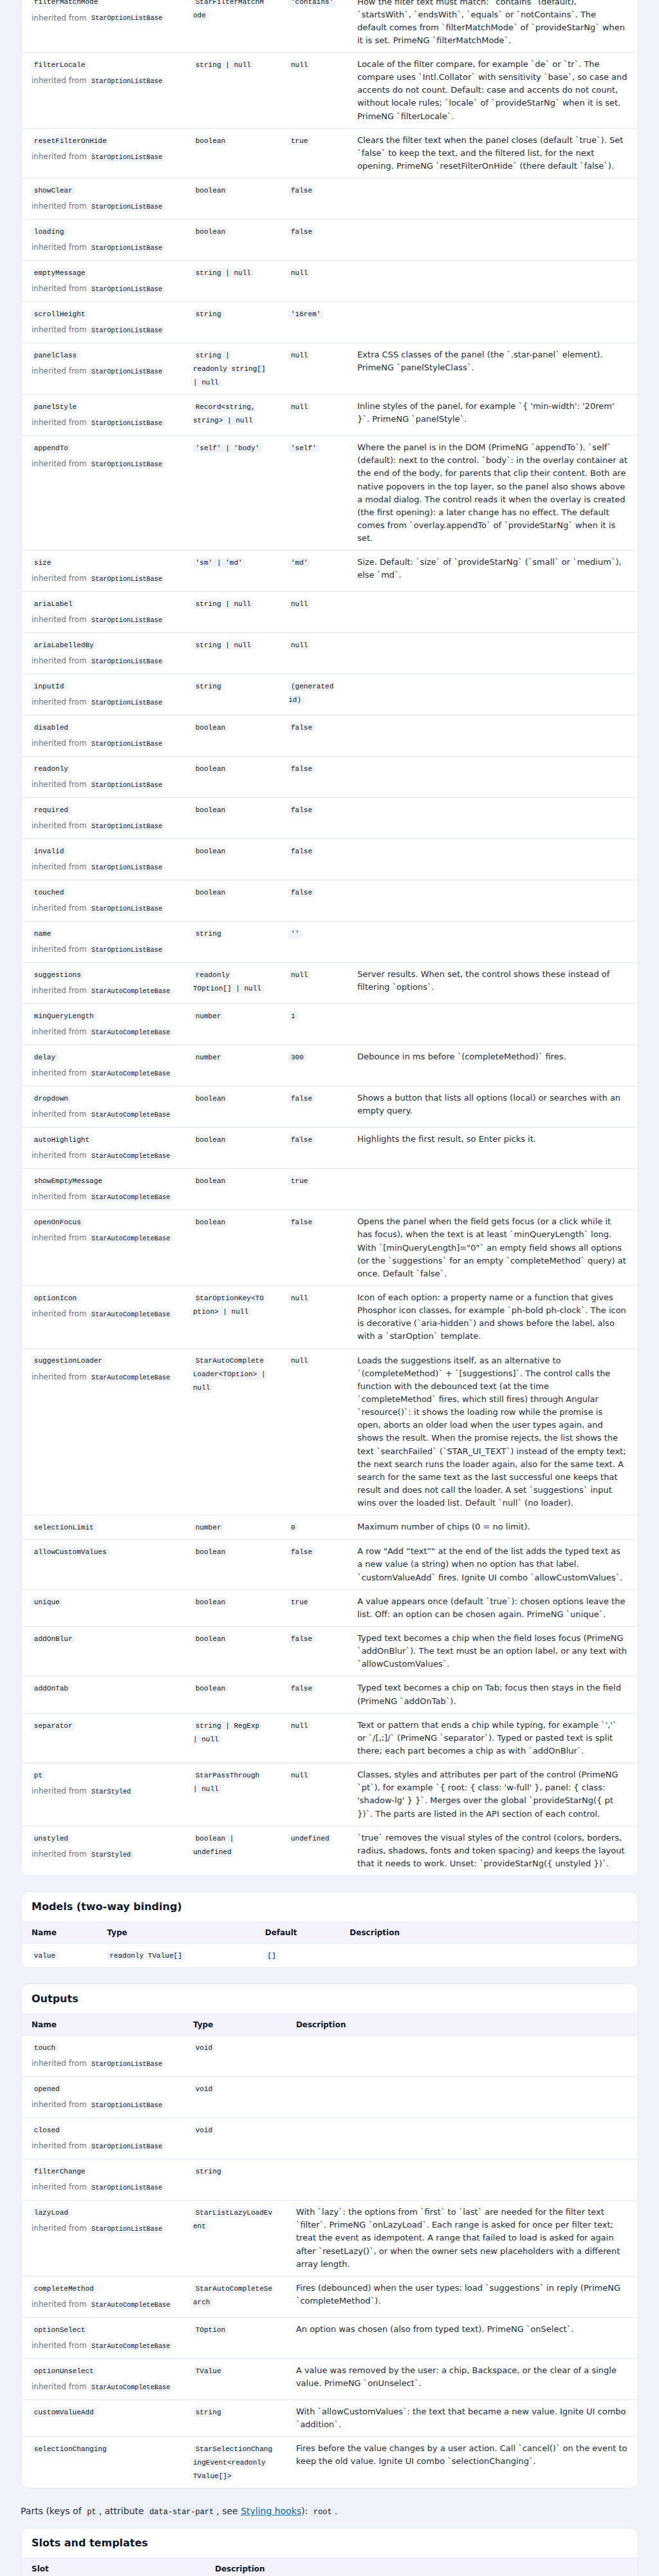 filterMatchMode StarFilterMatchM 'contains' How the filter text must match: `contains` (default),
inherited from StarOptionListBase ode `startsWith`, `endsWith`, `equals` or `notContains`. The
default comes from `filterMatchMode` of `provideStarNg` when
it is set. PrimeNG `filterMatchMode`.
filterLocale string | null null Locale of the filter compare, for example `de` or `tr`. The
inherited from StarOptionListBase compare uses `Intl.Collator` with sensitivity `base`, so case and
accents do not count. Default: case and accents do not count,
without locale rules; `locale` of `provideStarNg` when it is set.
PrimeNG `filterLocale`.
resetFilterOnHide boolean true Clears the filter text when the panel closes (default `true`). Set
inherited from StarOptionListBase `false` to keep the text, and the filtered list, for the next
opening. PrimeNG `resetFilterOnHide` (there default `false`).
showClear boolean false
inherited from StarOptionListBase
loading boolean false
inherited from StarOptionListBase
emptyMessage string | null null
inherited from StarOptionListBase
scrollHeight string '16rem'
inherited from StarOptionListBase
panelClass string | null Extra CSS classes of the panel (the `.star-panel` element).
inherited from StarOptionListBase readonly string[] PrimeNG `panelStyleClass`.
| null
panelStyle Record<string, null Inline styles of the panel, for example `{ 'min-width': '20rem'
inherited from StarOptionListBase string> | null }`. PrimeNG `panelStyle`.
appendTo 'self' | 'body' 'self' Where the panel is in the DOM (PrimeNG `appendTo`). `self`
inherited from StarOptionListBase (default): next to the control. `body`: in the overlay container at
the end of the body, for parents that clip their content. Both are
native popovers in the top layer, so the panel also shows above
a modal dialog. The control reads it when the overlay is created
(the first opening): a later change has no effect. The default
comes from `overlay.appendTo` of `provideStarNg` when it is
set.
size 'sm' | 'md' 'md' Size. Default: `size` of `provideStarNg` (`small` or `medium`),
inherited from StarOptionListBase else `md`.
ariaLabel string | null null
inherited from StarOptionListBase
ariaLabelledBy string | null null
inherited from StarOptionListBase
inputId string (generated
inherited from StarOptionListBase id)
disabled boolean false
inherited from StarOptionListBase
readonly boolean false
inherited from StarOptionListBase
required boolean false
inherited from StarOptionListBase
invalid boolean false
inherited from StarOptionListBase
touched boolean false
inherited from StarOptionListBase
name string ''
inherited from StarOptionListBase
suggestions readonly null Server results. When set, the control shows these instead of
inherited from StarAutoCompleteBase TOption[] | null filtering `options`.
minQueryLength number 1
inherited from StarAutoCompleteBase
delay number 300 Debounce in ms before `(completeMethod)` fires.
inherited from StarAutoCompleteBase
dropdown boolean false Shows a button that lists all options (local) or searches with an
inherited from StarAutoCompleteBase empty query.
autoHighlight boolean false Highlights the first result, so Enter picks it.
inherited from StarAutoCompleteBase
showEmptyMessage boolean true
inherited from StarAutoCompleteBase
openOnFocus boolean false Opens the panel when the field gets focus (or a click while it
inherited from StarAutoCompleteBase has focus), when the text is at least `minQueryLength` long.
With `[minQueryLength]="0"` an empty field shows all options
(or the `suggestions` for an empty `completeMethod` query) at
once. Default `false`.
optionIcon StarOptionKey<TO null Icon of each option: a property name or a function that gives
inherited from StarAutoCompleteBase ption> | null Phosphor icon classes, for example `ph-bold ph-clock`. The icon
is decorative (`aria-hidden`) and shows before the label, also
with a `starOption` template.
suggestionLoader StarAutoComplete null Loads the suggestions itself, as an alternative to
inherited from StarAutoCompleteBase Loader<TOption> | `(completeMethod)` + `[suggestions]`. The control calls the
null function with the debounced text (at the time
`completeMethod` fires, which still fires) through Angular
`resource()`: it shows the loading row while the promise is
open, aborts an older load when the user types again, and
shows the result. When the promise rejects, the list shows the
text `searchFailed` (`STAR_UI_TEXT`) instead of the empty text;
the next search runs the loader again, also for the same text. A
search for the same text as the last successful one keeps that
result and does not call the loader. A set `suggestions` input
wins over the loaded list. Default `null` (no loader).
selectionLimit number 0 Maximum number of chips (0 = no limit).
allowCustomValues boolean false A row "Add “text”" at the end of the list adds the typed text as
a new value (a string) when no option has that label.
`customValueAdd` fires. Ignite UI combo `allowCustomValues`.
unique boolean true A value appears once (default `true`): chosen options leave the
list. Off: an option can be chosen again. PrimeNG `unique`.
addOnBlur boolean false Typed text becomes a chip when the field loses focus (PrimeNG
`addOnBlur`). The text must be an option label, or any text with
`allowCustomValues`.
addOnTab boolean false Typed text becomes a chip on Tab; focus then stays in the field
(PrimeNG `addOnTab`).
separator string | RegExp null Text or pattern that ends a chip while typing, for example `','`
| null or `/[,;]/` (PrimeNG `separator`). Typed or pasted text is split
there; each part becomes a chip as with `addOnBlur`.
pt StarPassThrough null Classes, styles and attributes per part of the control (PrimeNG
inherited from StarStyled | null `pt`), for example `{ root: { class: 'w-full' }, panel: { class:
'shadow-lg' } }`. Merges over the global `provideStarNg({ pt
})`. The parts are listed in the API section of each control.
unstyled boolean | undefined `true` removes the visual styles of the control (colors, borders,
inherited from StarStyled undefined radius, shadows, fonts and token spacing) and keeps the layout
that it needs to work. Unset: `provideStarNg({ unstyled })`.
Models (two-way binding)
Name Type Default Description
value readonly TValue[] []
Outputs
Name Type Description
touch void
inherited from StarOptionListBase
opened void
inherited from StarOptionListBase
closed void
inherited from StarOptionListBase
filterChange string
inherited from StarOptionListBase
lazyLoad StarListLazyLoadEv With `lazy`: the options from `first` to `last` are needed for the filter text
inherited from StarOptionListBase ent `filter`. PrimeNG `onLazyLoad`. Each range is asked for once per filter text;
treat the event as idempotent. A range that failed to load is asked for again
after `resetLazy()`, or when the owner sets new placeholders with a different
array length.
completeMethod StarAutoCompleteSe Fires (debounced) when the user types; load `suggestions` in reply (PrimeNG
inherited from StarAutoCompleteBase arch `completeMethod`).
optionSelect TOption An option was chosen (also from typed text). PrimeNG `onSelect`.
inherited from StarAutoCompleteBase
optionUnselect TValue A value was removed by the user: a chip, Backspace, or the clear of a single
inherited from StarAutoCompleteBase value. PrimeNG `onUnselect`.
customValueAdd string With `allowCustomValues`: the text that became a new value. Ignite UI combo
`addition`.
selectionChanging StarSelectionChang Fires before the value changes by a user action. Call `cancel()` on the event to
ingEvent<readonly keep the old value. Ignite UI combo `selectionChanging`.
TValue[]>
Parts (keys of pt , attribute data-star-part , see Styling hooks): root .
Slots and templates
Slot Description